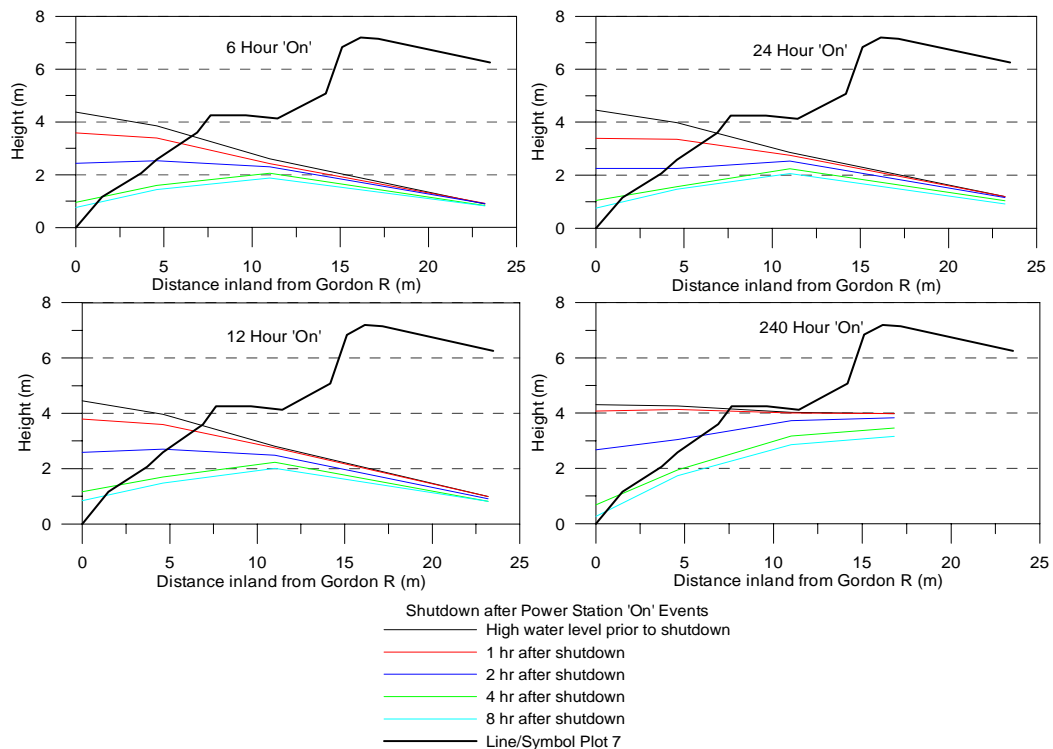 8
6 Hour 'On'
6
Height (m)
4
2
0
0 5 10 15 20 25
Distance inland from Gordon R (m)
8
24 Hour 'On'
6
Height (m)
4
2
0
0 5 10 15 20 25
Distance inland from Gordon R (m)
8
12 Hour 'On'
6
Height (m)
4
2
0
0 5 10 15 20 25
Distance inland from Gordon R (m)
8
240 Hour 'On'
6
Height (m)
4
2
0
0 5 10 15 20 25
Distance inland from Gordon R (m)
Shutdown after Power Station 'On' Events
High water level prior to shutdown
1 hr after shutdown
2 hr after shutdown
4 hr after shutdown
8 hr after shutdown
Line/Symbol Plot 7